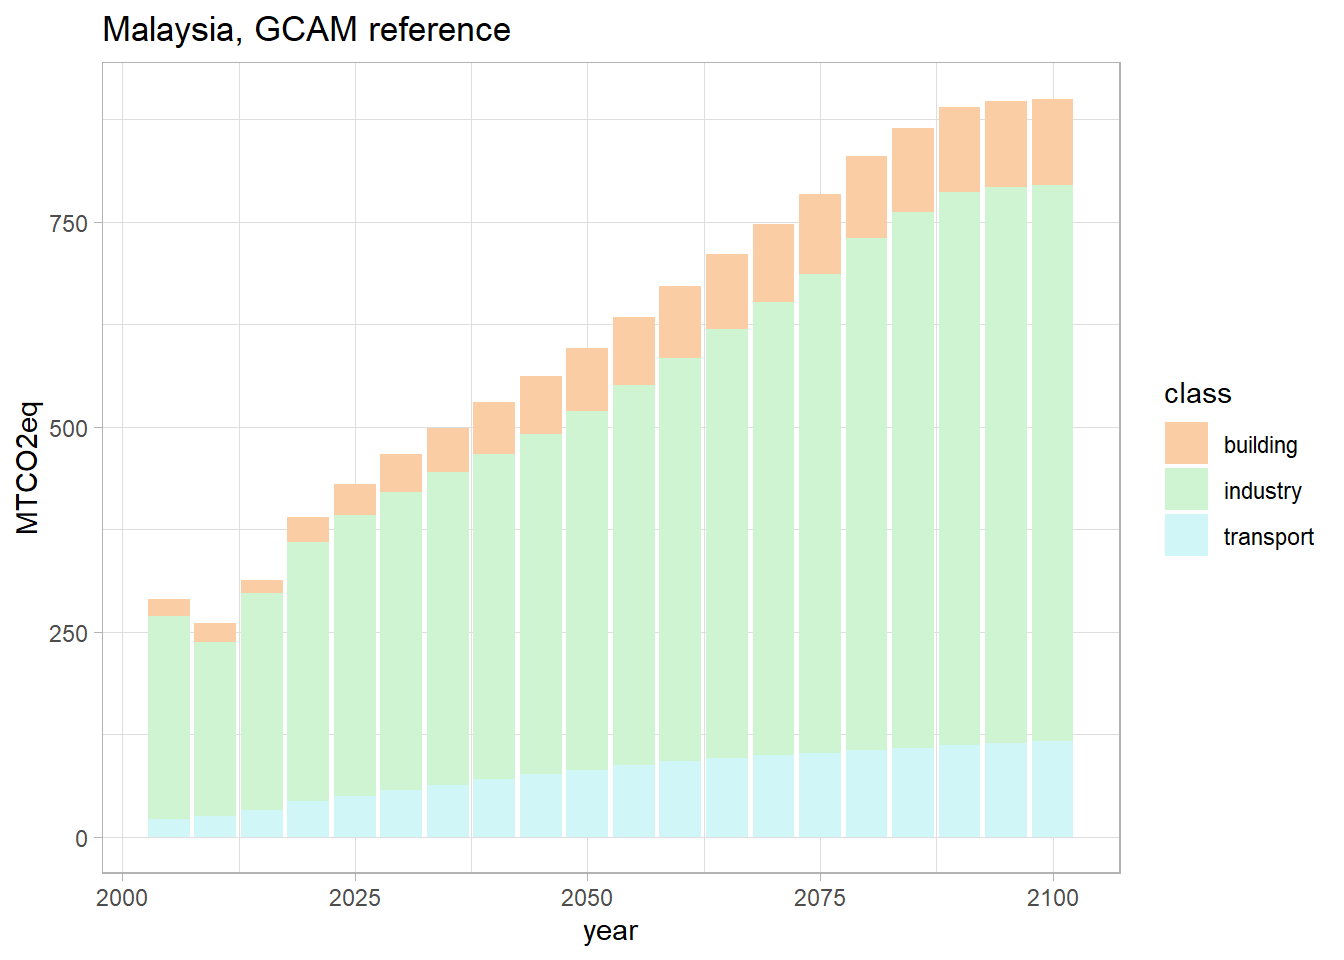 Malaysia, GCAM reference
MTCO2eq
750
500
250
0
2000 2025 2050 2075 2100
year
class
building
industry
transport